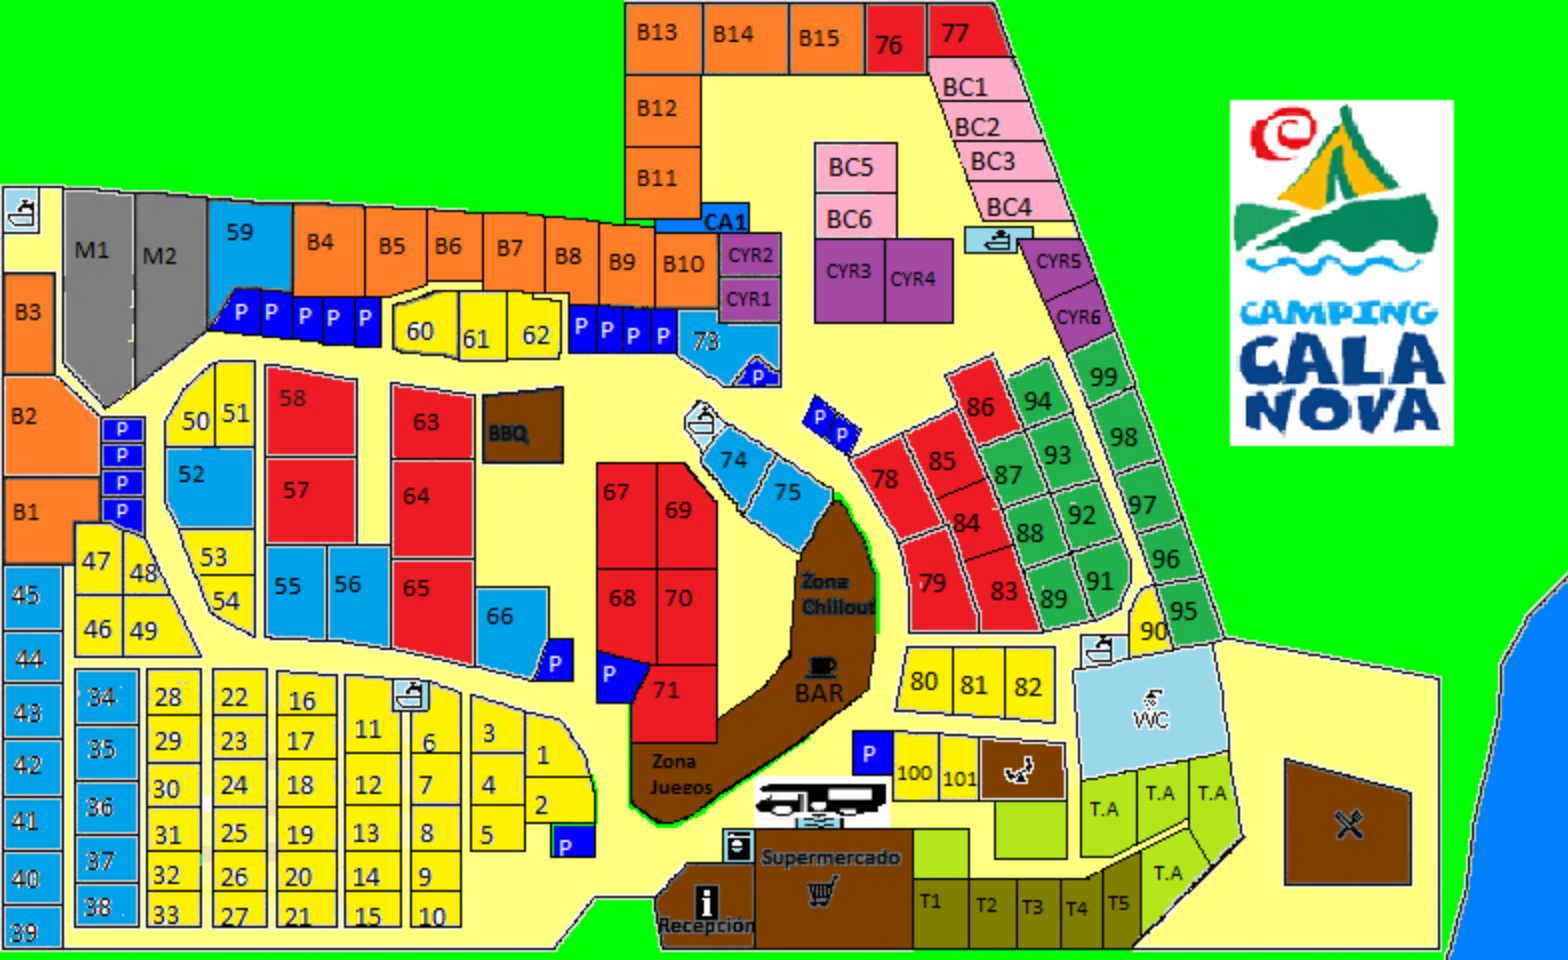 B13
B14
B15
76
77
B12
BC1
BC2
B11
BC5
BC3
BC6
BC4
CA1
M1
M2
59
B4
B5
B6
B7
B8
B9
B10
CYR2
CYR1
CYR3
CYR4
CYR5
CYR6
CAMPING
CALA
NOVA
B3
P
P
P
P
P
60
61
62
P
P
P
P
73
P
B2
50
51
58
63
BBQ
P
P
86
94
99
P
P
P
P
52
57
64
67
69
74
75
78
85
87
93
98
B1
84
88
92
97
47
48
53
54
55
56
65
66
68
70
Zona
Chillout
79
83
89
91
96
45
46
49
90
95
44
P
P
71
BAR
80
81
82
WC
43
34
28
22
16
11
6
3
1
42
35
29
23
17
12
7
4
2
Zona
Juegos
P
100
101
T.A
T.A
T.A
41
36
30
24
18
13
8
5
P
40
37
31
25
19
14
9
Supermercado
T.A
39
38
32
26
20
15
10
33
27
21
i
Recepción
T1
T2
T3
T4
T5